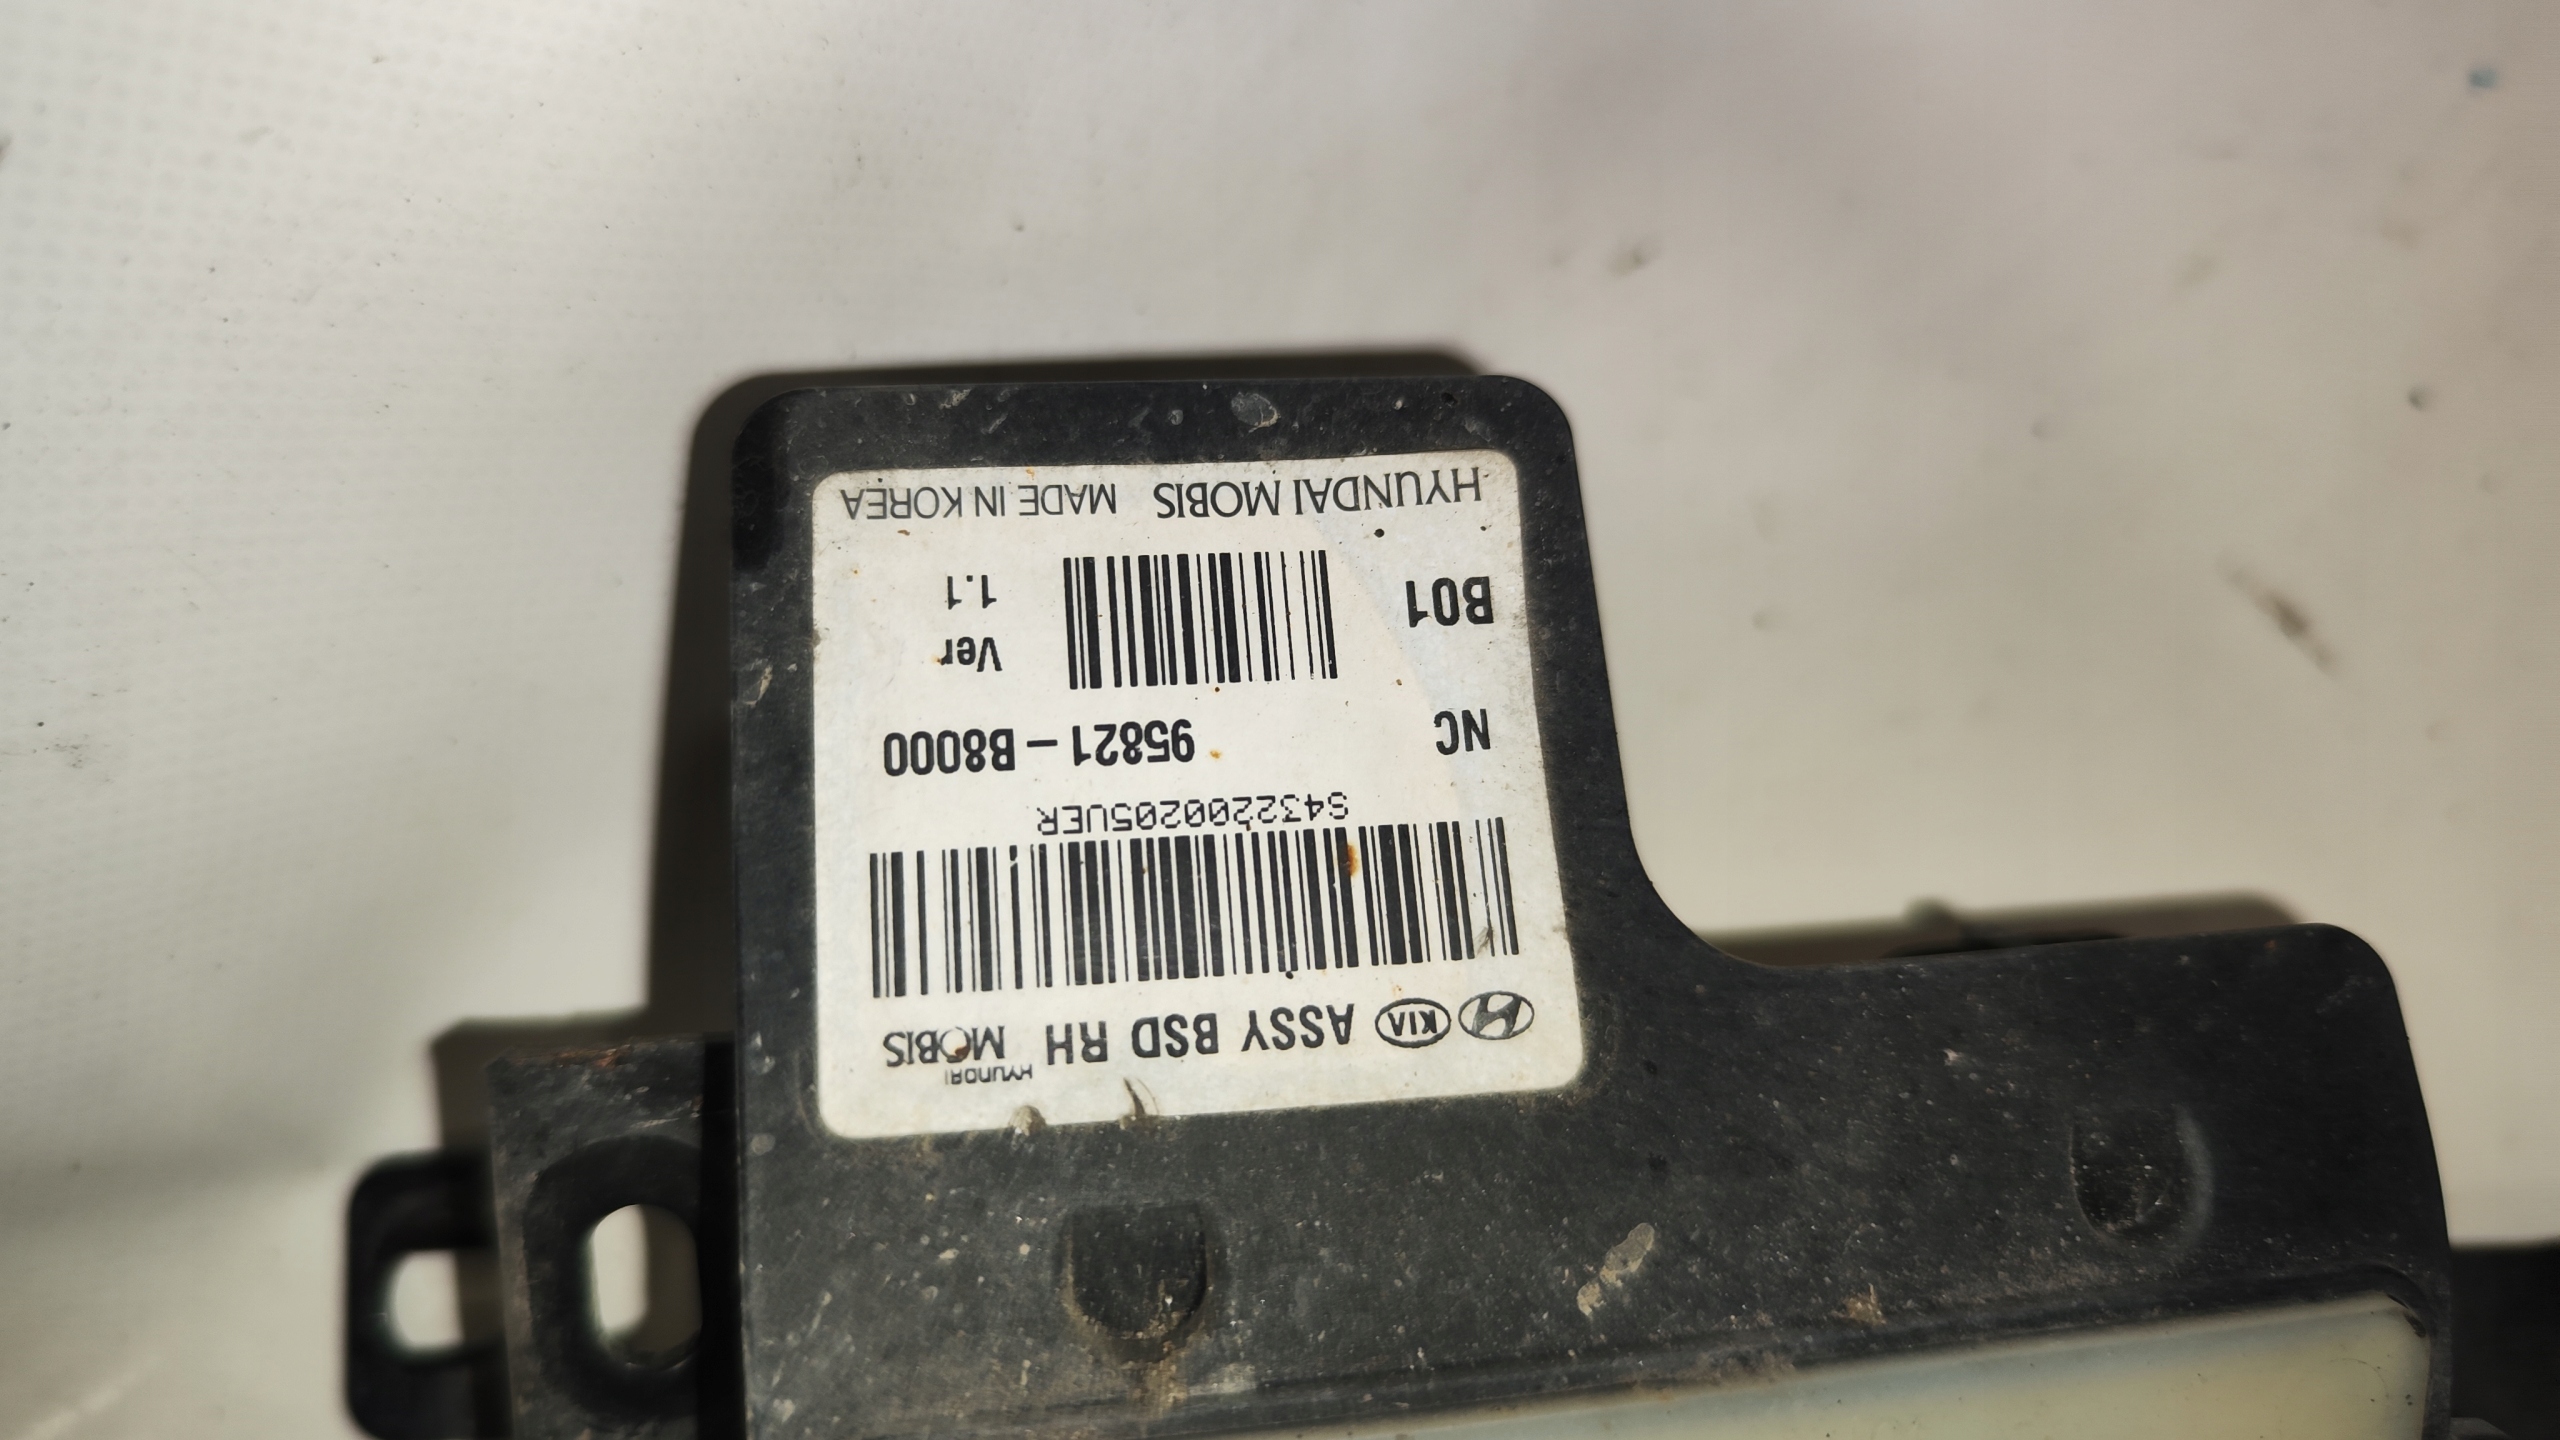 KIA ASSY BSD RH HYUNDAI MOBIS
S432200205UER
NC 95821-B8000
B01 Ver 1.1
HYUNDAI MOBIS MADE IN KOREA